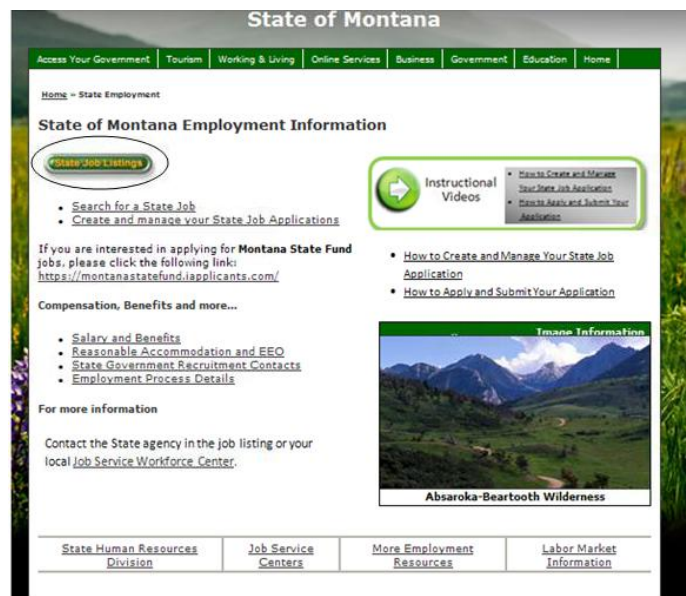 State of Montana
Access Your Government Tourism Working & Living Online Services Business Government Education Home
Home » State Employment
State of Montana Employment Information
State Job Listings
Search for a State Job
Create and manage your State Job Applications
If you are interested in applying for Montana State Fund
jobs, please click the following link:
https://montanastatefund.iapplicants.com/
Compensation, Benefits and more...
Salary and Benefits
Reasonable Accommodation and EEO
State Government Recruitment Contacts
Employment Process Details
For more information
Contact the State agency in the job listing or your
local Job Service Workforce Center.
Instructional
Videos
How to Create and Manage
Your State Job Application
How to Apply and Submit Your
Application
How to Create and Manage Your State Job
Application
How to Apply and Submit Your Application
Image Information
Absaroka-Beartooth Wilderness
State Human Resources
Division
Job Service
Centers
More Employment
Resources
Labor Market
Information